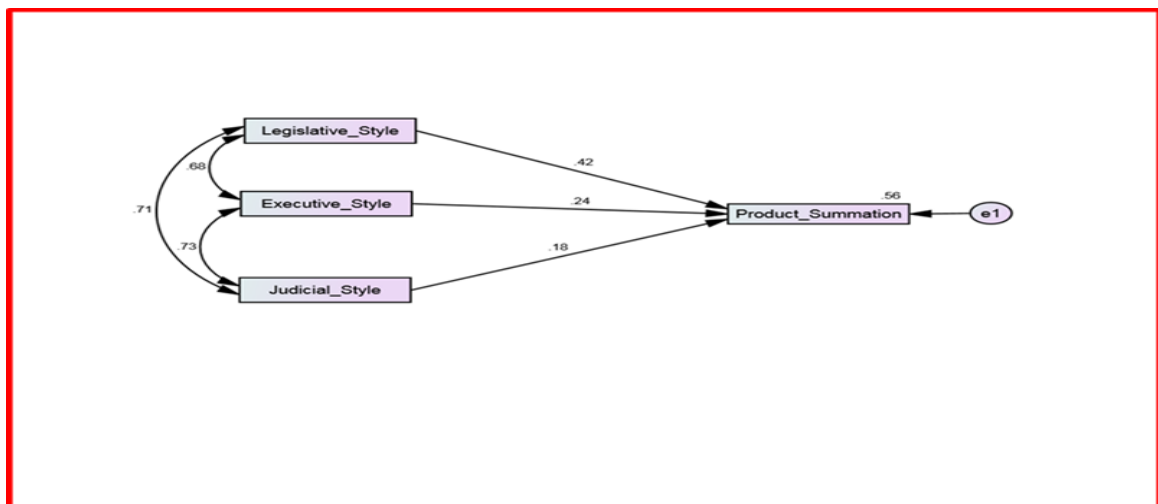 Legislative_Style
.68
.42
Executive_Style
.71
.24
.56
Product_Summation
e1
.73
.18
Judicial_Style